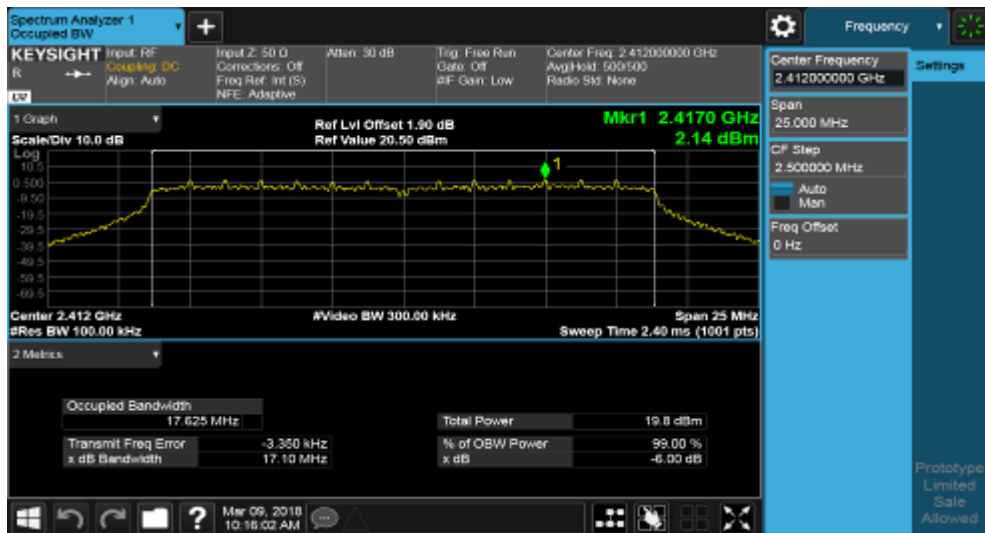 Spectrum Analyzer 1
Occupied BW
+
Frequency
KEYSIGHT
R
Input: RF
Coupling: DC
Align: Auto
Input Z: 50 Ω
Corrections: Off
Freq Ref: Int (S)
NFE: Adaptive
Atten: 30 dB
Trig: Free Run
Gate: Off
#IF Gain: Low
Center Freq: 2.412000000 GHz
Avg|Hold: 500/500
Radio Std: None
1 Graph
Scale/Div 10.0 dB
Ref Lvl Offset 1.90 dB
Ref Value 20.50 dBm
Mkr1 2.4170 GHz
2.14 dBm
Log
10.5
0.500
-9.50
-19.5
-29.5
-39.5
-49.5
-59.5
-69.5
1
Center 2.412 GHz
#Video BW 300.00 kHz
Span 25 MHz
#Res BW 100.00 kHz
Sweep Time 2.40 ms (1001 pts)
2 Metrics
Occupied Bandwidth
17.625 MHz
Total Power 19.8 dBm
Transmit Freq Error -3.350 kHz
% of OBW Power 99.00 %
x dB Bandwidth 17.10 MHz
x dB -6.00 dB
Center Frequency
2.412000000 GHz
Settings
Span
25.000 MHz
CF Step
2.500000 MHz
Auto
Man
Freq Offset
0 Hz
Prototype
Limited
Sale
Allowed
?
Mar 09, 2018
10:16:02 AM